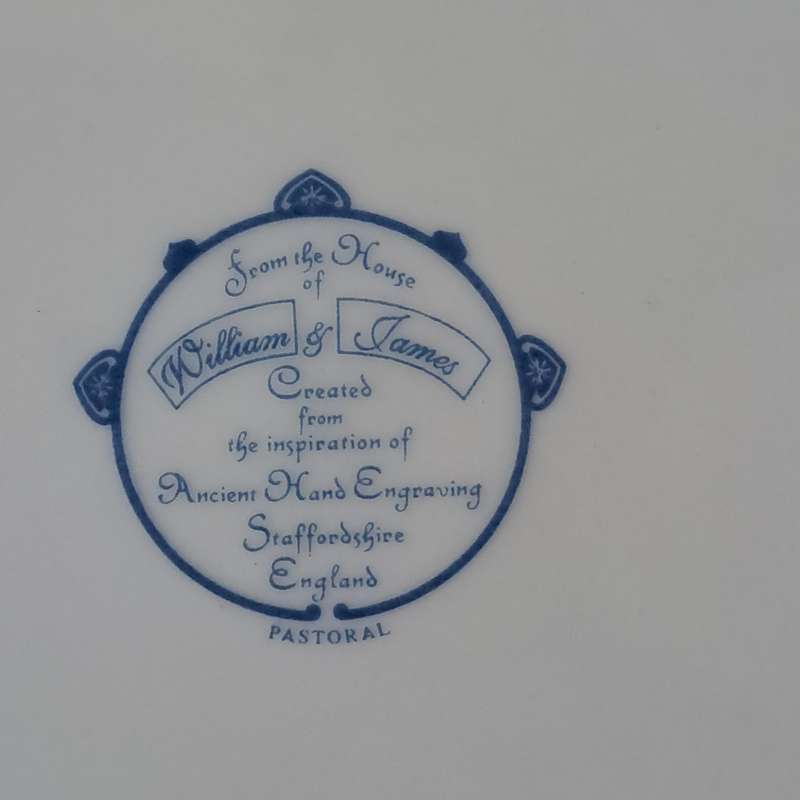 From the House
of
William & James
Created
from
the inspiration of
Ancient Hand Engraving
Staffordshire
England
PASTORAL